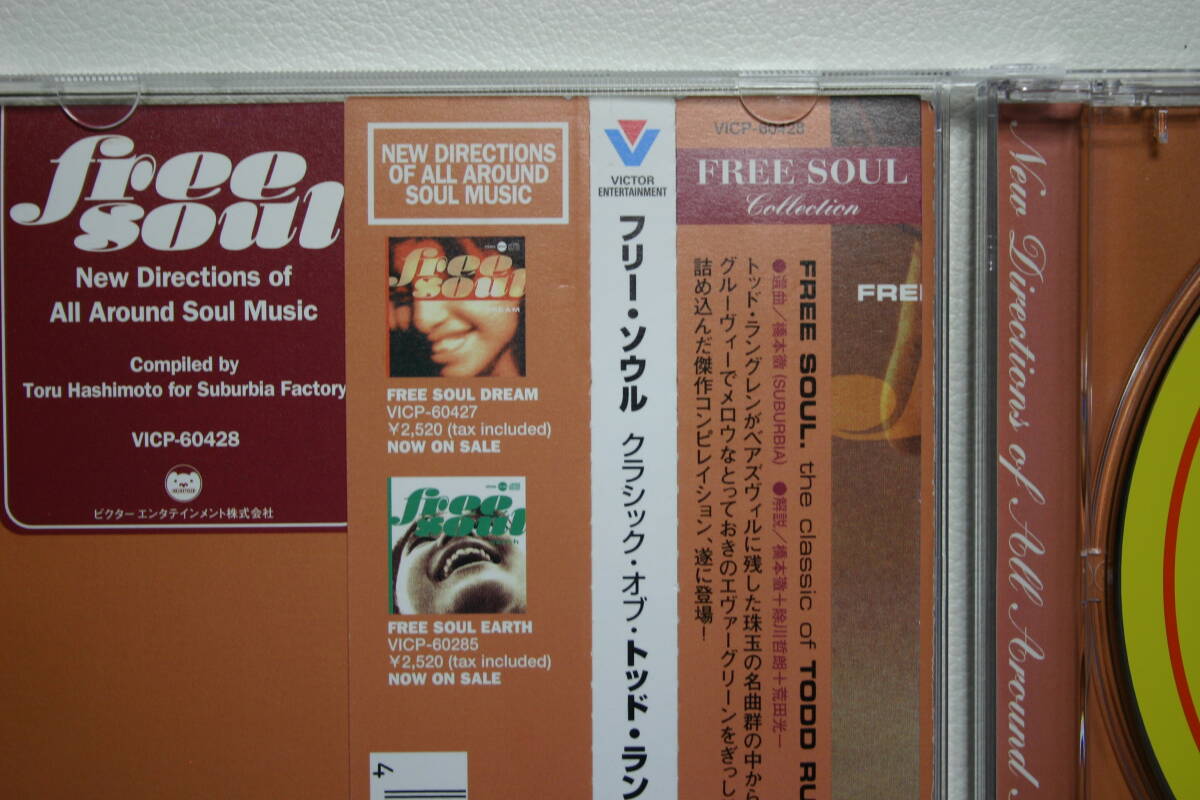 free
soul
New Directions of
All Around Soul Music
Compiled by
Toru Hashimoto for Suburbia Factory
VICP-60428
ビクターエンタテインメント株式会社
NEW DIRECTIONS
OF ALL AROUND
SOUL MUSIC
free
soul
DREAM
FREE SOUL DREAM
VICP-60427
¥2,520 (tax included)
NOW ON SALE
free
soul
FREE SOUL EARTH
VICP-60285
¥2,520 (tax included)
NOW ON SALE
4
VICTOR
ENTERTAINMENT
フリー・ソウル クラシック・オブ・トッド・ラン
VICP-60428
FREE SOUL
Collection
FREE
FREE SOUL. the classic of TODD RU
●選曲/橋本徹 (SUBURBIA) ●解説/橋本徹+除川哲朗+荒田光一
トッド・ラングレンがベアズヴィルに残した珠玉の名曲群の中から
グルーヴィーでメロウなとっておきのエヴァーグリーンをぎっし
詰め込んだ傑作コンピレイション、遂に登場!
New Directions of All Around